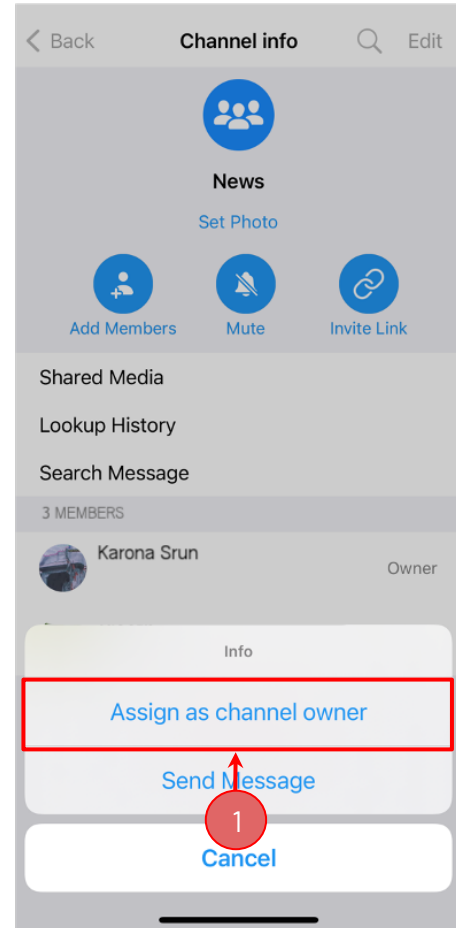 Back Channel info Edit
News
Set Photo
Add Members Mute Invite Link
Shared Media
Lookup History
Search Message
3 MEMBERS
Karona Srun
Owner
Info
Assign as channel owner
Send Message
1
Cancel